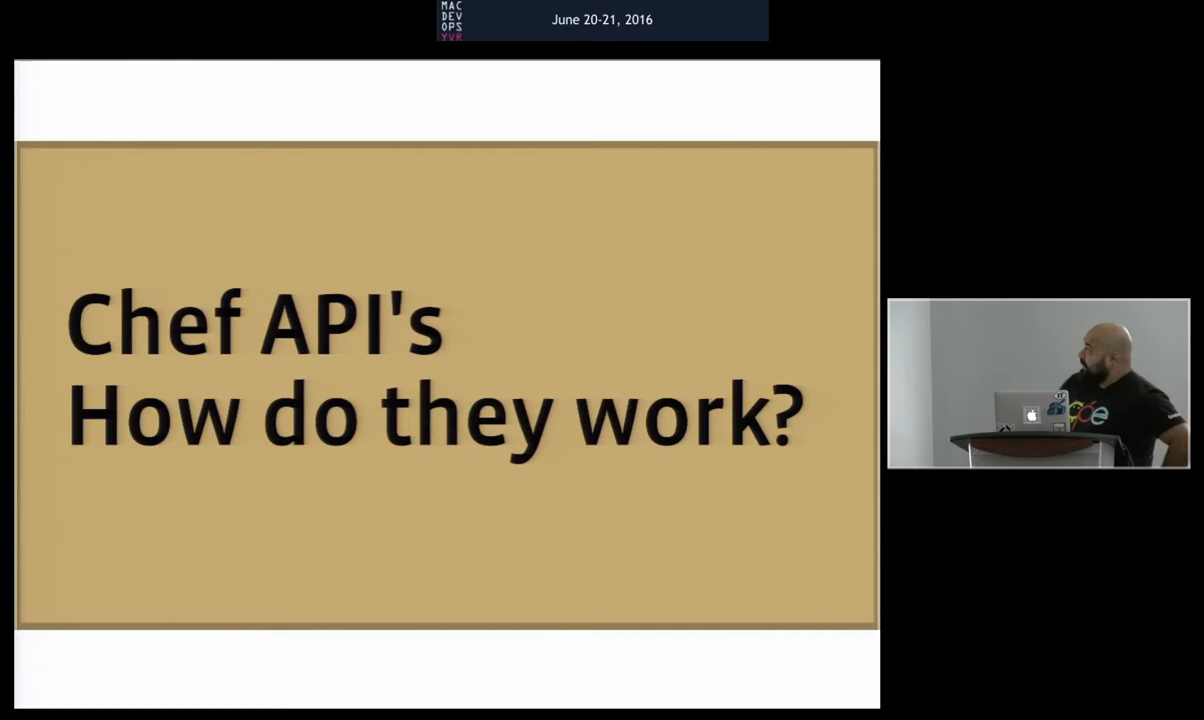 MAC
DEV
OPS
YVR
June 20-21, 2016
Chef API's
How do they work?